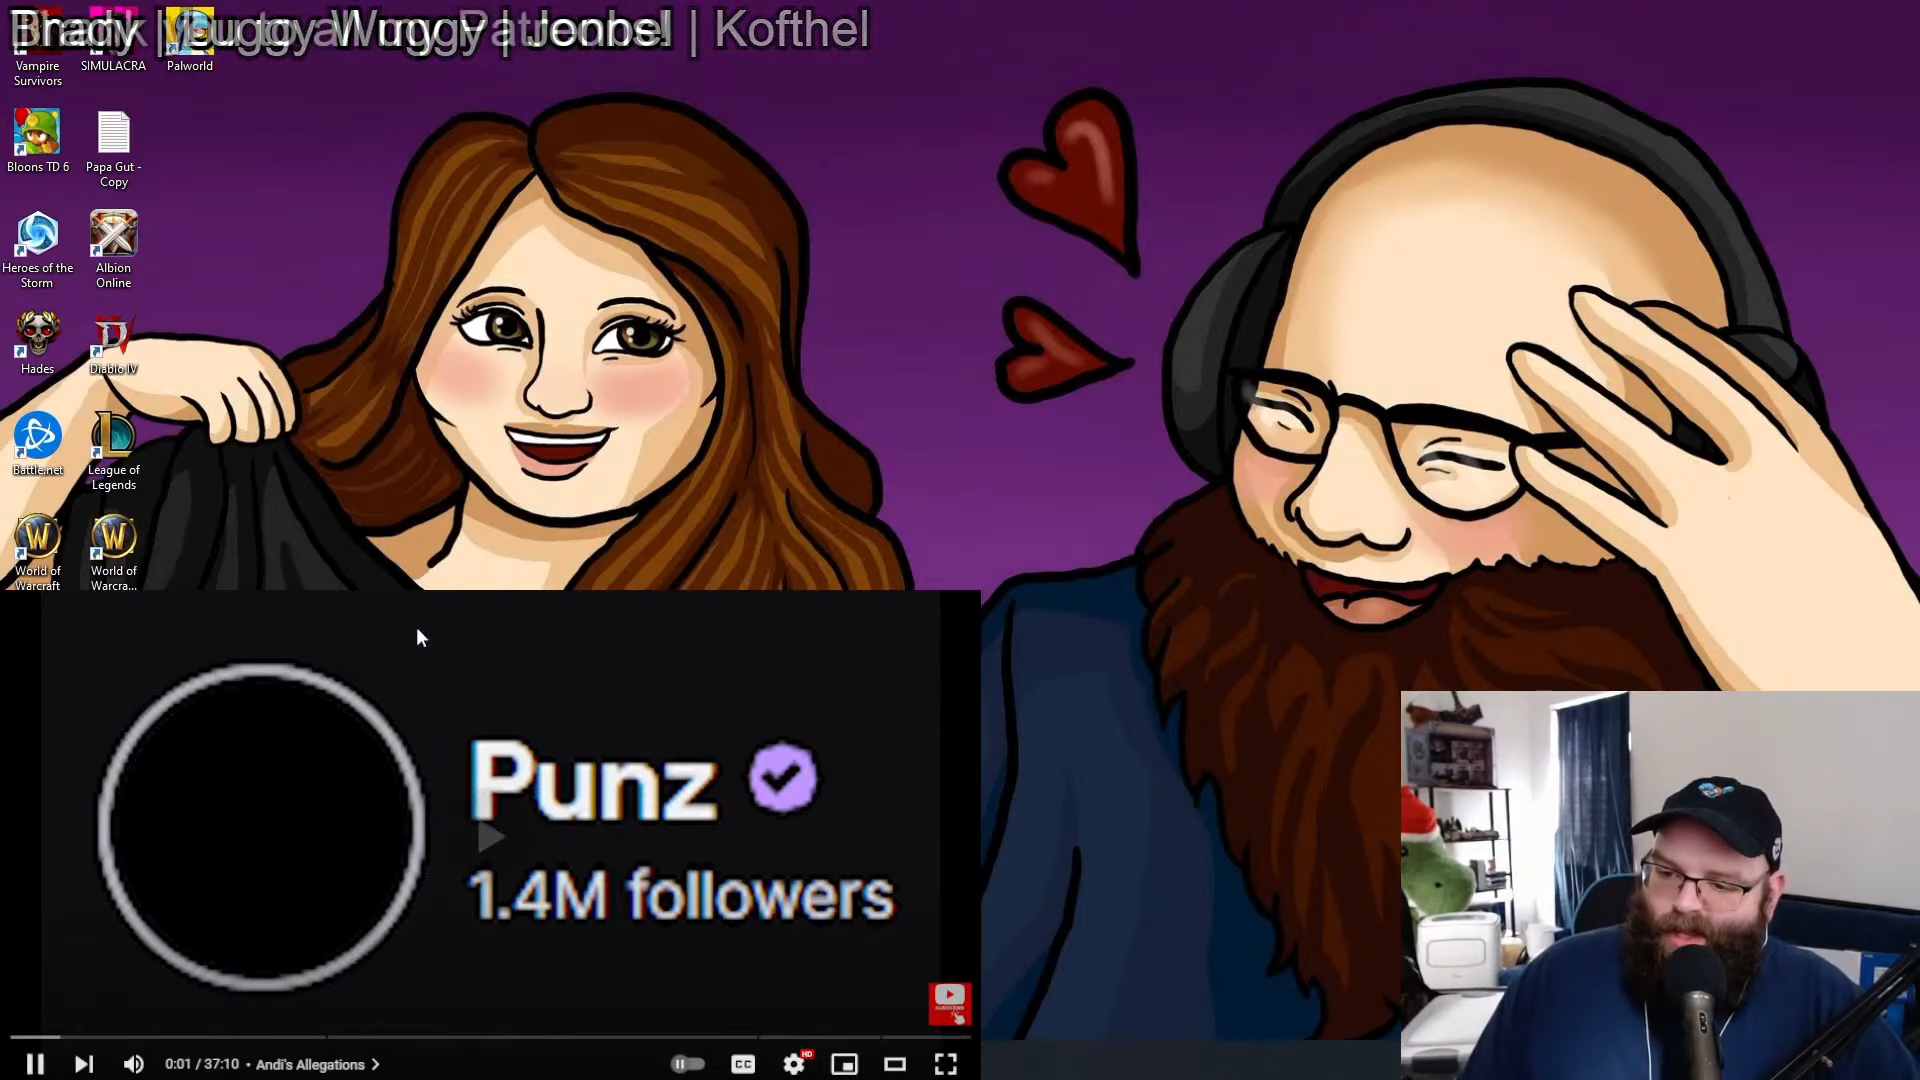 | Kofthel
Vampire Survivors
SIMULACRA
Palworld
Bloons TD 6
Papa Gut - Copy
Heroes of the Storm
Albion Online
Hades
Diablo IV
Battle.net
League of Legends
World of Warcraft
World of Warcra...
Punz
1.4M followers
0:01 / 37:10 • Andi's Allegations >
CC
HD